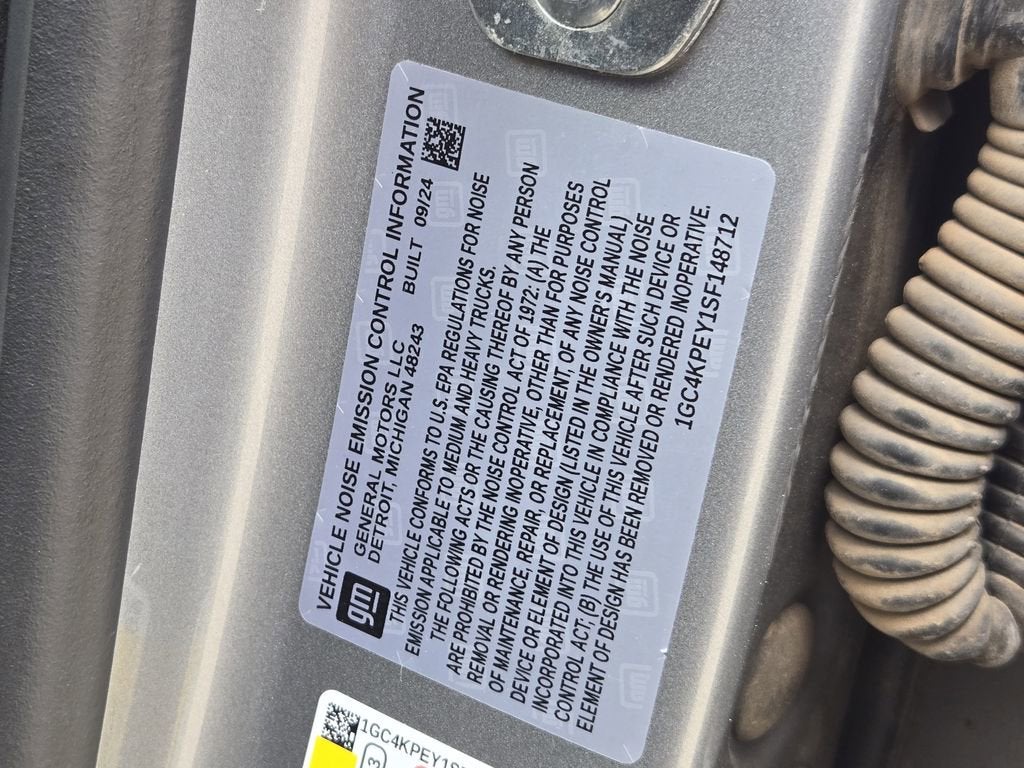 VEHICLE NOISE EMISSION CONTROL INFORMATION
gm
GENERAL MOTORS LLC
DETROIT, MICHIGAN 48243 BUILT 09/24
THIS VEHICLE CONFORMS TO U.S. EPA REGULATIONS FOR NOISE
EMISSION APPLICABLE TO MEDIUM AND HEAVY TRUCKS.
THE FOLLOWING ACTS OR THE CAUSING THEREOF BY ANY PERSON
ARE PROHIBITED BY THE NOISE CONTROL ACT OF 1972: (A) THE
REMOVAL OR RENDERING INOPERATIVE, OTHER THAN FOR PURPOSES
OF MAINTENANCE, REPAIR, OR REPLACEMENT, OF ANY NOISE CONTROL
DEVICE OR ELEMENT OF DESIGN (LISTED IN THE OWNER'S MANUAL)
INCORPORATED INTO THIS VEHICLE IN COMPLIANCE WITH THE NOISE
CONTROL ACT; (B) THE USE OF THIS VEHICLE AFTER SUCH DEVICE OR
ELEMENT OF DESIGN HAS BEEN REMOVED OR RENDERED INOPERATIVE.
1GC4KPEY1SF148712
1GC4KPEY1S
3